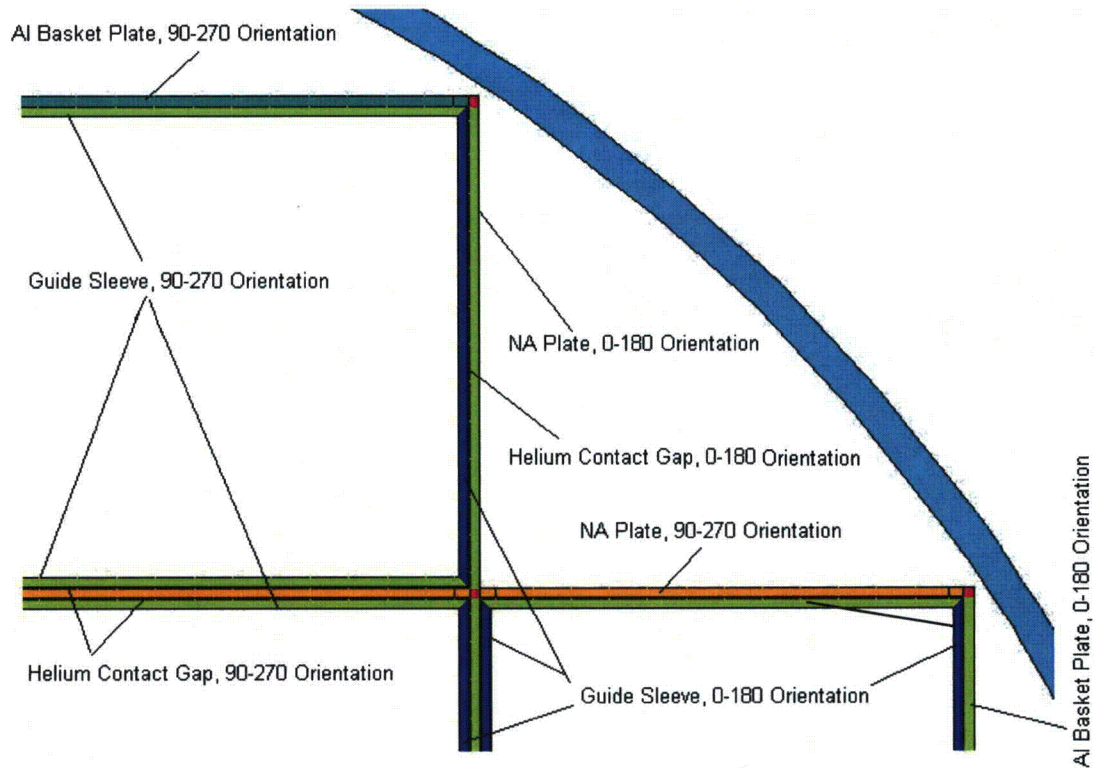 Al Basket Plate, 90-270 Orientation
Guide Sleeve, 90-270 Orientation
NA Plate, 0-180 Orientation
Helium Contact Gap, 0-180 Orientation
NA Plate, 90-270 Orientation
Helium Contact Gap, 90-270 Orientation
Guide Sleeve, 0-180 Orientation
Al Basket Plate, 0-180 Orientation